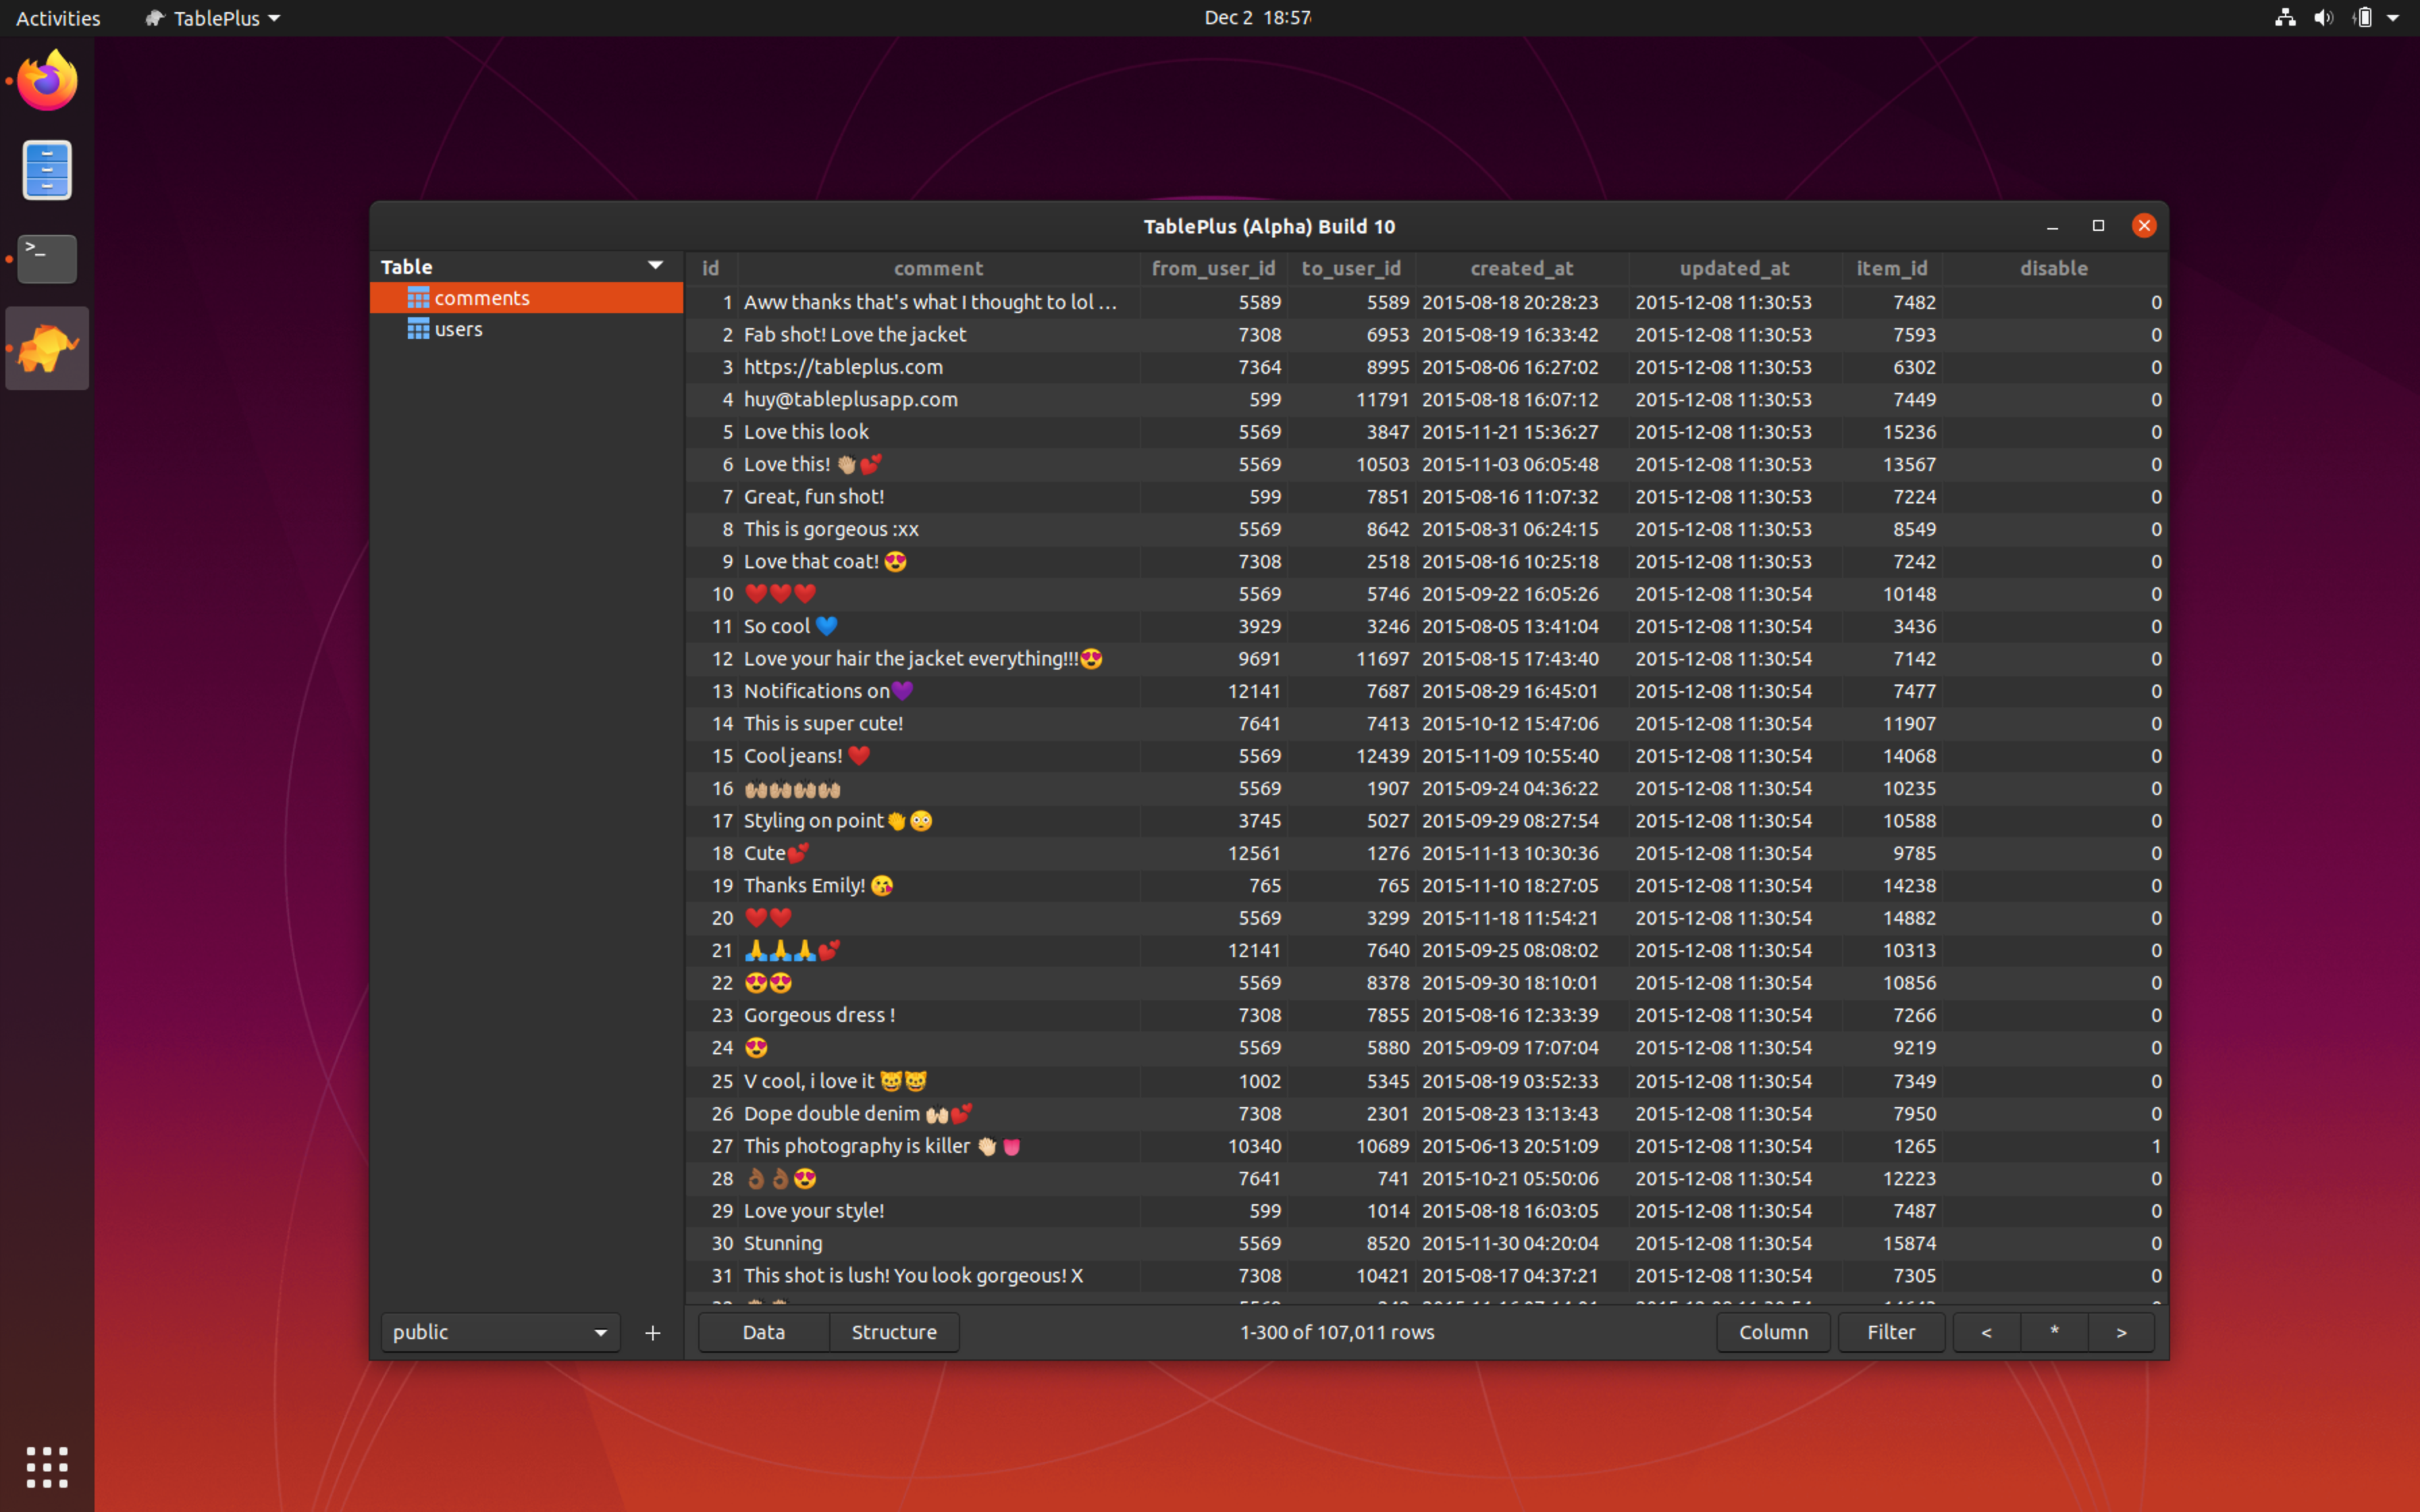 Activities TablePlus Dec 2 18:57
TablePlus (Alpha) Build 10
Table id comment from_user_id to_user_id created_at updated_at item_id disable
comments
users
1 Aww thanks that's what I thought to lol ... 5589 5589 2015-08-18 20:28:23 2015-12-08 11:30:53 7482 0
2 Fab shot! Love the jacket 7308 6953 2015-08-19 16:33:42 2015-12-08 11:30:53 7593 0
3 https://tableplus.com 7364 8995 2015-08-06 16:27:02 2015-12-08 11:30:53 6302 0
4 huy@tableplusapp.com 599 11791 2015-08-18 16:07:12 2015-12-08 11:30:53 7449 0
5 Love this look 5569 3847 2015-11-21 15:36:27 2015-12-08 11:30:53 15236 0
6 Love this! 👏🏼💕 5569 10503 2015-11-03 06:05:48 2015-12-08 11:30:53 13567 0
7 Great, fun shot! 599 7851 2015-08-16 11:07:32 2015-12-08 11:30:53 7224 0
8 This is gorgeous :xx 5569 8642 2015-08-31 06:24:15 2015-12-08 11:30:53 8549 0
9 Love that coat! 😍 7308 2518 2015-08-16 10:25:18 2015-12-08 11:30:53 7242 0
10 ❤️❤️❤️ 5569 5746 2015-09-22 16:05:26 2015-12-08 11:30:54 10148 0
11 So cool 💙 3929 3246 2015-08-05 13:41:04 2015-12-08 11:30:54 3436 0
12 Love your hair the jacket everything!!!😍 9691 11697 2015-08-15 17:43:40 2015-12-08 11:30:54 7142 0
13 Notifications on💜 12141 7687 2015-08-29 16:45:01 2015-12-08 11:30:54 7477 0
14 This is super cute! 7641 7413 2015-10-12 15:47:06 2015-12-08 11:30:54 11907 0
15 Cool jeans! ❤️ 5569 12439 2015-11-09 10:55:40 2015-12-08 11:30:54 14068 0
16 🙌🏼🙌🏼🙌🏼🙌🏼 5569 1907 2015-09-24 04:36:22 2015-12-08 11:30:54 10235 0
17 Styling on point👏😳 3745 5027 2015-09-29 08:27:54 2015-12-08 11:30:54 10588 0
18 Cute💕 12561 1276 2015-11-13 10:30:36 2015-12-08 11:30:54 9785 0
19 Thanks Emily! 😘 765 765 2015-11-10 18:27:05 2015-12-08 11:30:54 14238 0
20 ❤️❤️ 5569 3299 2015-11-18 11:54:21 2015-12-08 11:30:54 14882 0
21 🙏🙏🙏💕 12141 7640 2015-09-25 08:08:02 2015-12-08 11:30:54 10313 0
22 😍😍 5569 8378 2015-09-30 18:10:01 2015-12-08 11:30:54 10856 0
23 Gorgeous dress ! 7308 7855 2015-08-16 12:33:39 2015-12-08 11:30:54 7266 0
24 😍 5569 5880 2015-09-09 17:07:04 2015-12-08 11:30:54 9219 0
25 V cool, i love it 😺😺 1002 5345 2015-08-19 03:52:33 2015-12-08 11:30:54 7349 0
26 Dope double denim 🙌🏻💕 7308 2301 2015-08-23 13:13:43 2015-12-08 11:30:54 7950 0
27 This photography is killer 👏🏻👅 10340 10689 2015-06-13 20:51:09 2015-12-08 11:30:54 1265 1
28 👌🏾👌🏾😍 7641 741 2015-10-21 05:50:06 2015-12-08 11:30:54 12223 0
29 Love your style! 599 1014 2015-08-18 16:03:05 2015-12-08 11:30:54 7487 0
30 Stunning 5569 8520 2015-11-30 04:20:04 2015-12-08 11:30:54 15874 0
31 This shot is lush! You look gorgeous! X 7308 10421 2015-08-17 04:37:21 2015-12-08 11:30:54 7305 0
public + Data Structure 1-300 of 107,011 rows Column Filter < * >